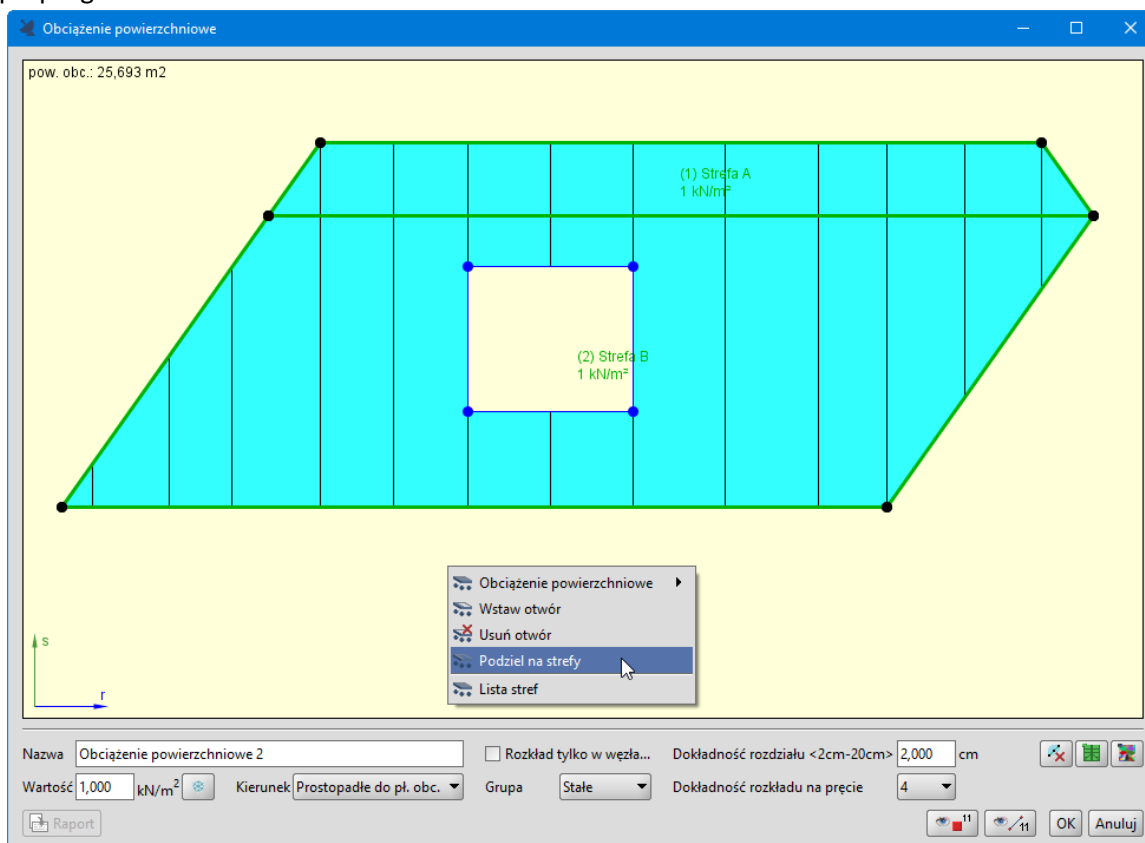 Obciążenie powierzchniowe
pow. obc.: 25,693 m2
(1) Strefa A
1 kN/m²
(2) Strefa B
1 kN/m²
Obciążenie powierzchniowe
Wstaw otwór
Usuń otwór
Podziel na strefy
Lista stref
s
r
Nazwa Obciążenie powierzchniowe 2 Rozkład tylko w węzła... Dokładność rozdziału <2cm-20cm> 2,000 cm
Wartość 1,000 kN/m² Kierunek Prostopadłe do pł. obc. Grupa Stałe Dokładność rozkładu na pręcie 4
Raport 11 11 OK Anuluj